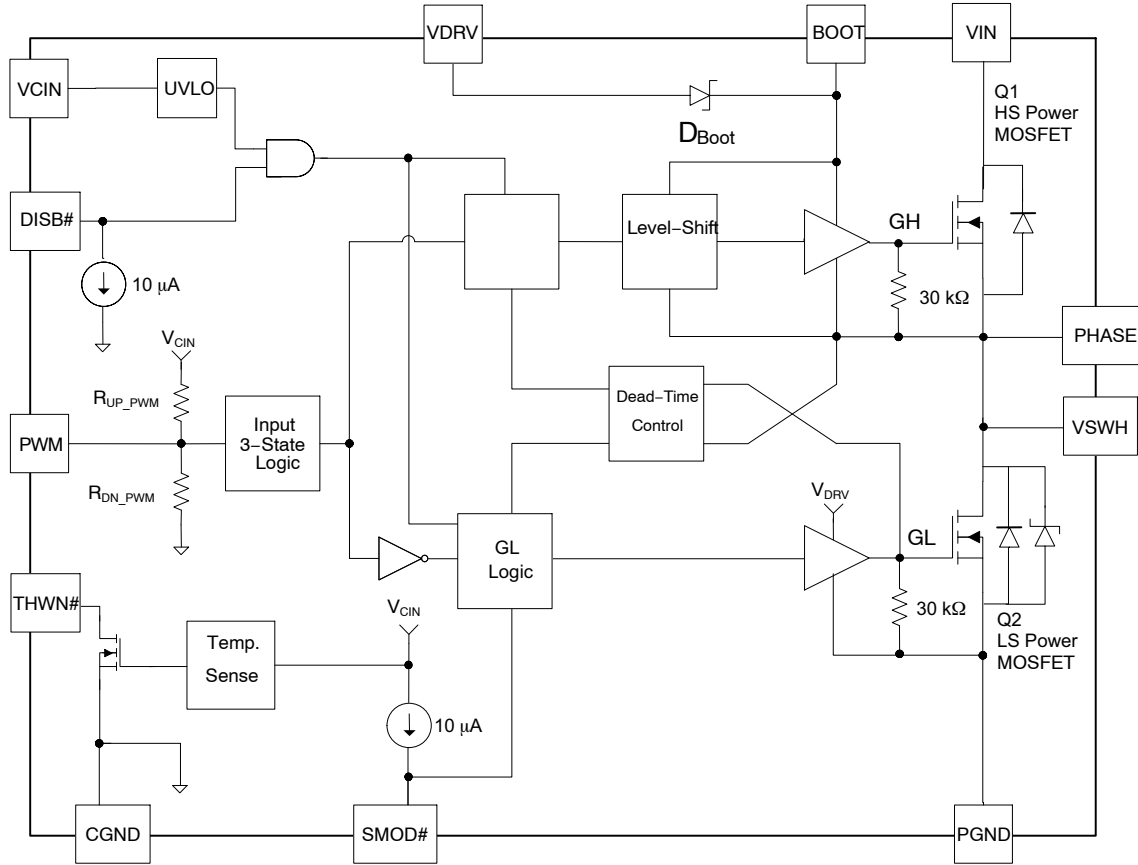 VDRV
BOOT
VIN
VCIN
UVLO
Q1
HS Power
MOSFET
DBoot
DISB#
Level−Shift
GH
10 μA
30 kΩ
VCIN
PHASE
RUP_PWM
Dead−Time
Control
PWM
Input
3−State
Logic
VSWH
RDN_PWM
VDRV
GL
Logic
GL
THWN#
30 kΩ
VCIN
Q2
LS Power
MOSFET
Temp.
Sense
10 μA
CGND
SMOD#
PGND